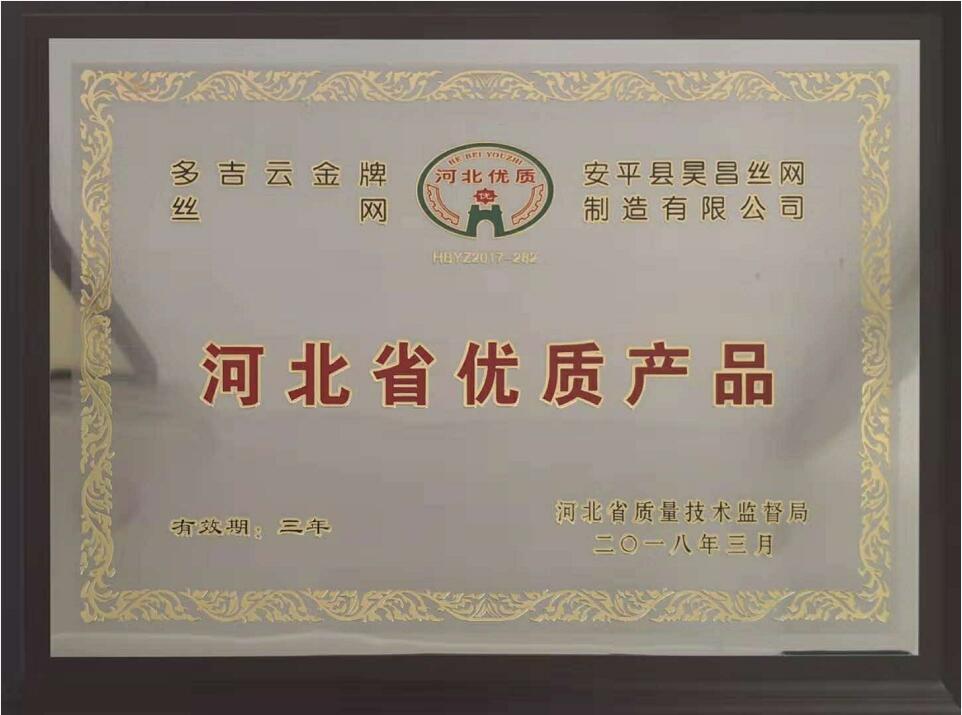 多吉云金牌
丝网
HE BEI YOUZHI
河北优质
优
HBYZ2017-282
安平县昊昌丝网
制造有限公司
河北省优质产品
有效期：三年
河北省质量技术监督局
二〇一八年三月